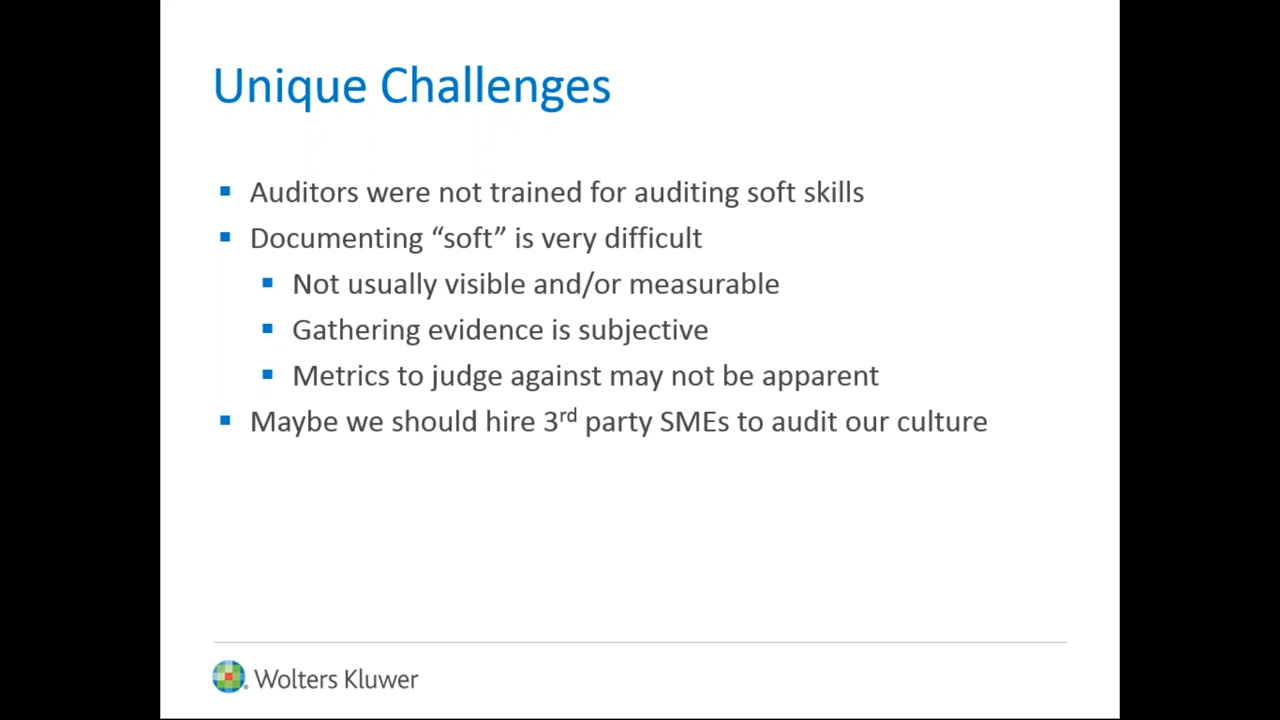 Unique Challenges
Auditors were not trained for auditing soft skills
Documenting “soft” is very difficult
Not usually visible and/or measurable
Gathering evidence is subjective
Metrics to judge against may not be apparent
Maybe we should hire 3rd party SMEs to audit our culture
Wolters Kluwer